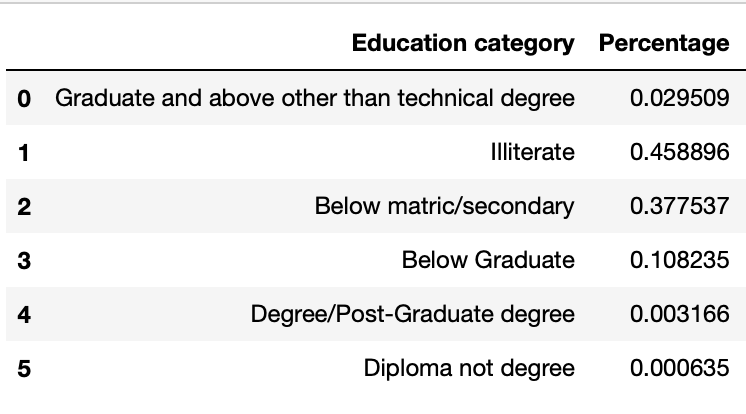 Education category Percentage
0 Graduate and above other than technical degree 0.029509
1 Illiterate 0.458896
2 Below matric/secondary 0.377537
3 Below Graduate 0.108235
4 Degree/Post-Graduate degree 0.003166
5 Diploma not degree 0.000635